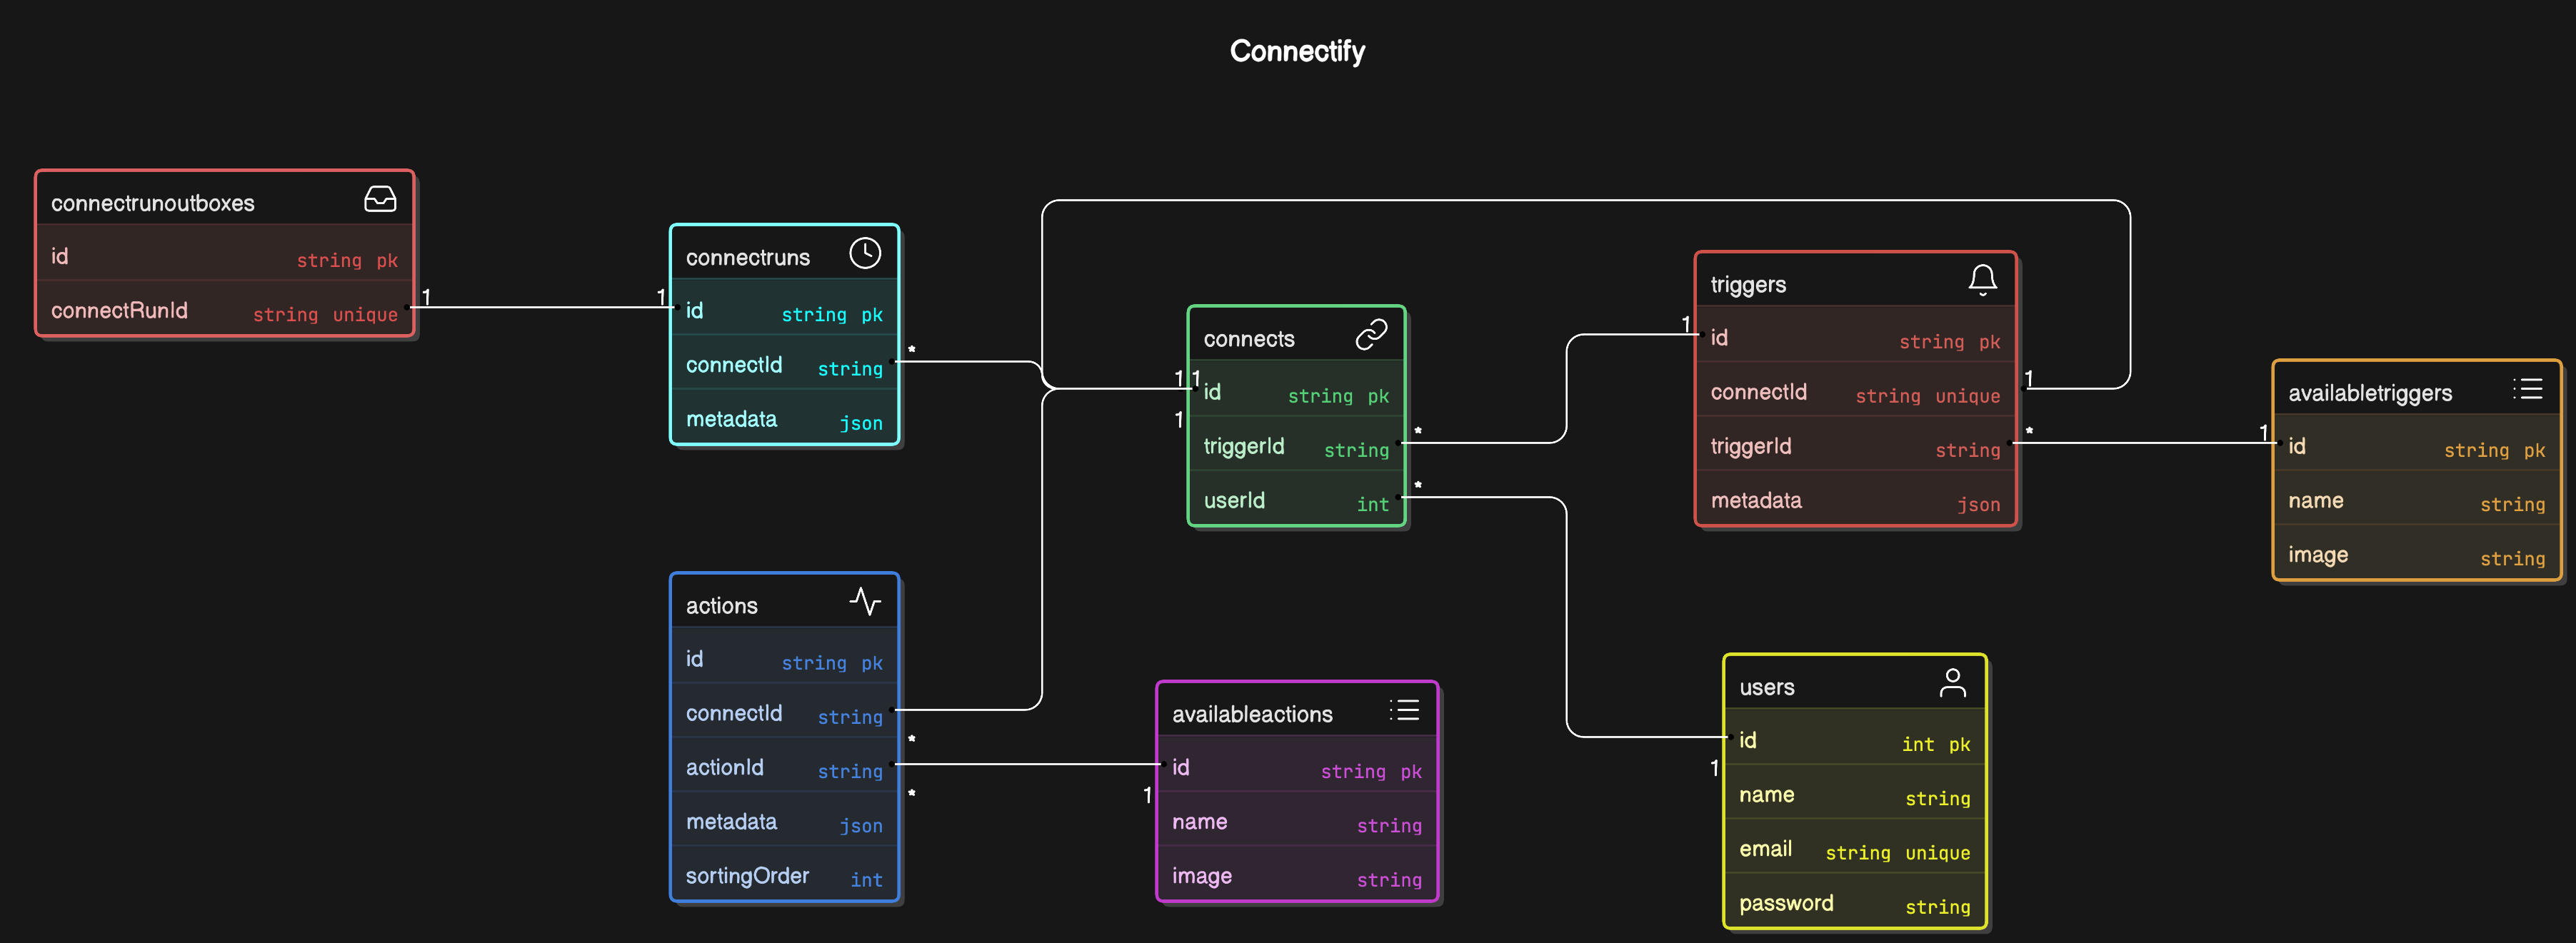 Connectify
connectrunoutboxes
id string pk
connectRunId string unique
1 1
connectruns
id string pk
connectId string
metadata json
*
actions
id string pk
connectId string
actionId string
metadata json
sortingOrder int
*
*
1 1
1
connects
id string pk
triggerId string
userId int
*
*
availableactions
id string pk
name string
image string
1
1
triggers
id string pk
connectId string unique
triggerId string
metadata json
1
* 1
users
id int pk
name string
email string unique
password string
1
availabletriggers
id string pk
name string
image string